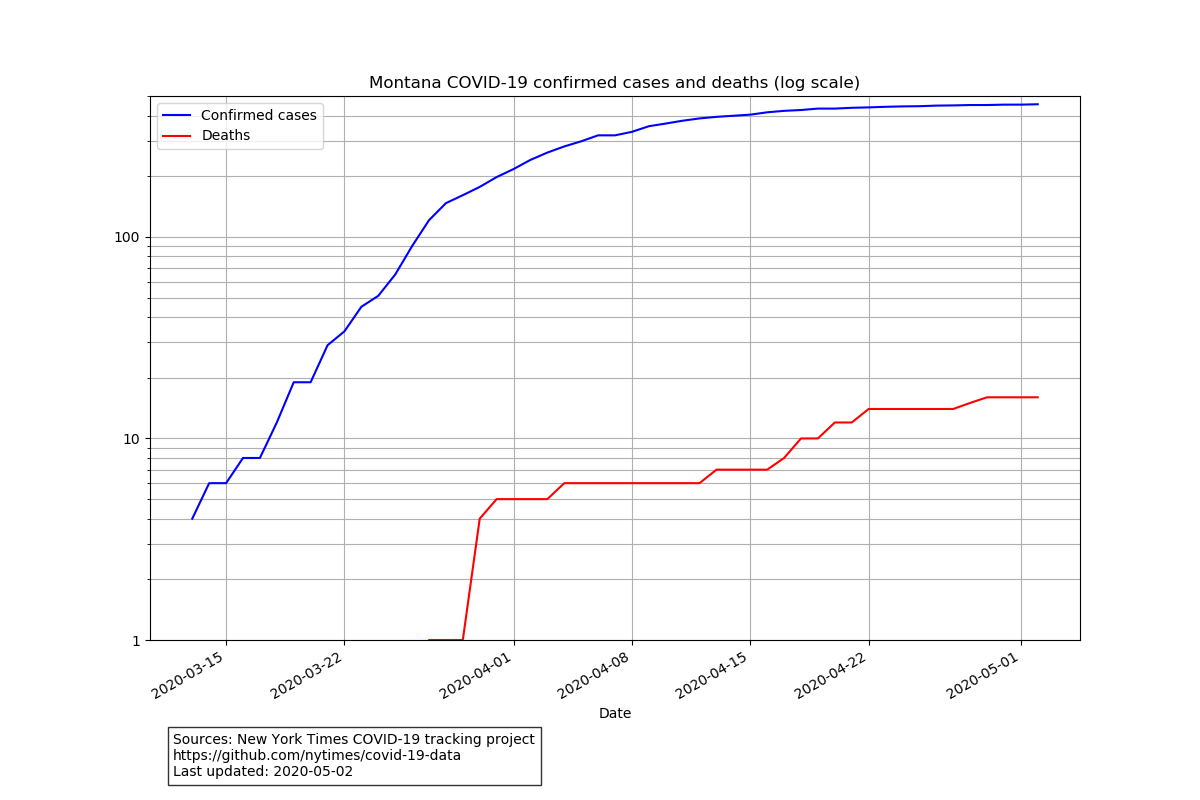 Montana COVID-19 confirmed cases and deaths (log scale)
Confirmed cases
Deaths
100
10
1
2020-03-15
2020-03-22
2020-04-01
2020-04-08
2020-04-15
2020-04-22
2020-05-01
Date
Sources: New York Times COVID-19 tracking project
https://github.com/nytimes/covid-19-data
Last updated: 2020-05-02